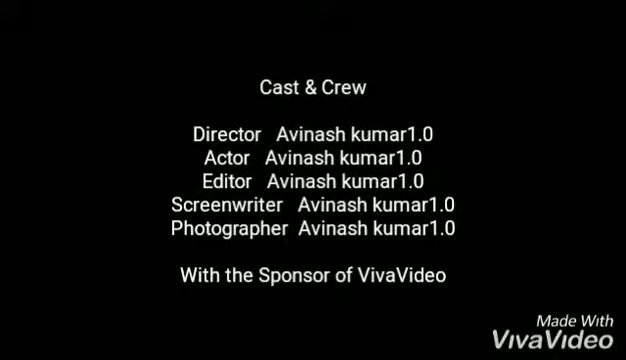 Cast & Crew
Director Avinash kumar1.0
Actor Avinash kumar1.0
Editor Avinash kumar1.0
Screenwriter Avinash kumar1.0
Photographer Avinash kumar1.0
With the Sponsor of VivaVideo
Made With
VivaVideo